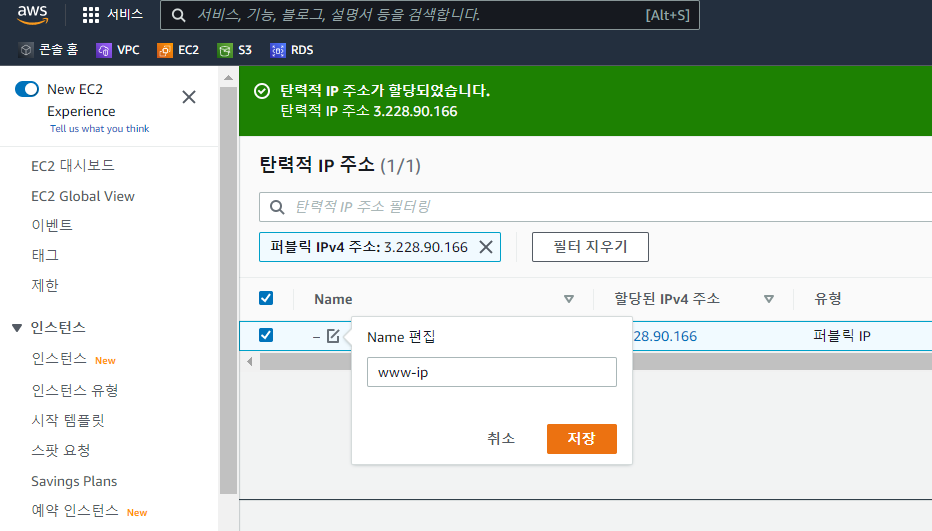 aws
서비스
서비스, 기능, 블로그, 설명서 등을 검색합니다.
[Alt+S]
콘솔 홈
VPC
EC2
S3
RDS
New EC2
Experience
Tell us what you think
EC2 대시보드
EC2 Global View
이벤트
태그
제한
인스턴스
인스턴스 New
인스턴스 유형
시작 템플릿
스팟 요청
Savings Plans
예약 인스턴스 New
탄력적 IP 주소가 할당되었습니다.
탄력적 IP 주소 3.228.90.166
탄력적 IP 주소 (1/1)
탄력적 IP 주소 필터링
퍼블릭 IPv4 주소: 3.228.90.166
필터 지우기
Name
할당된 IPv4 주소
유형
–
28.90.166
퍼블릭 IP
Name 편집
www-ip
취소
저장